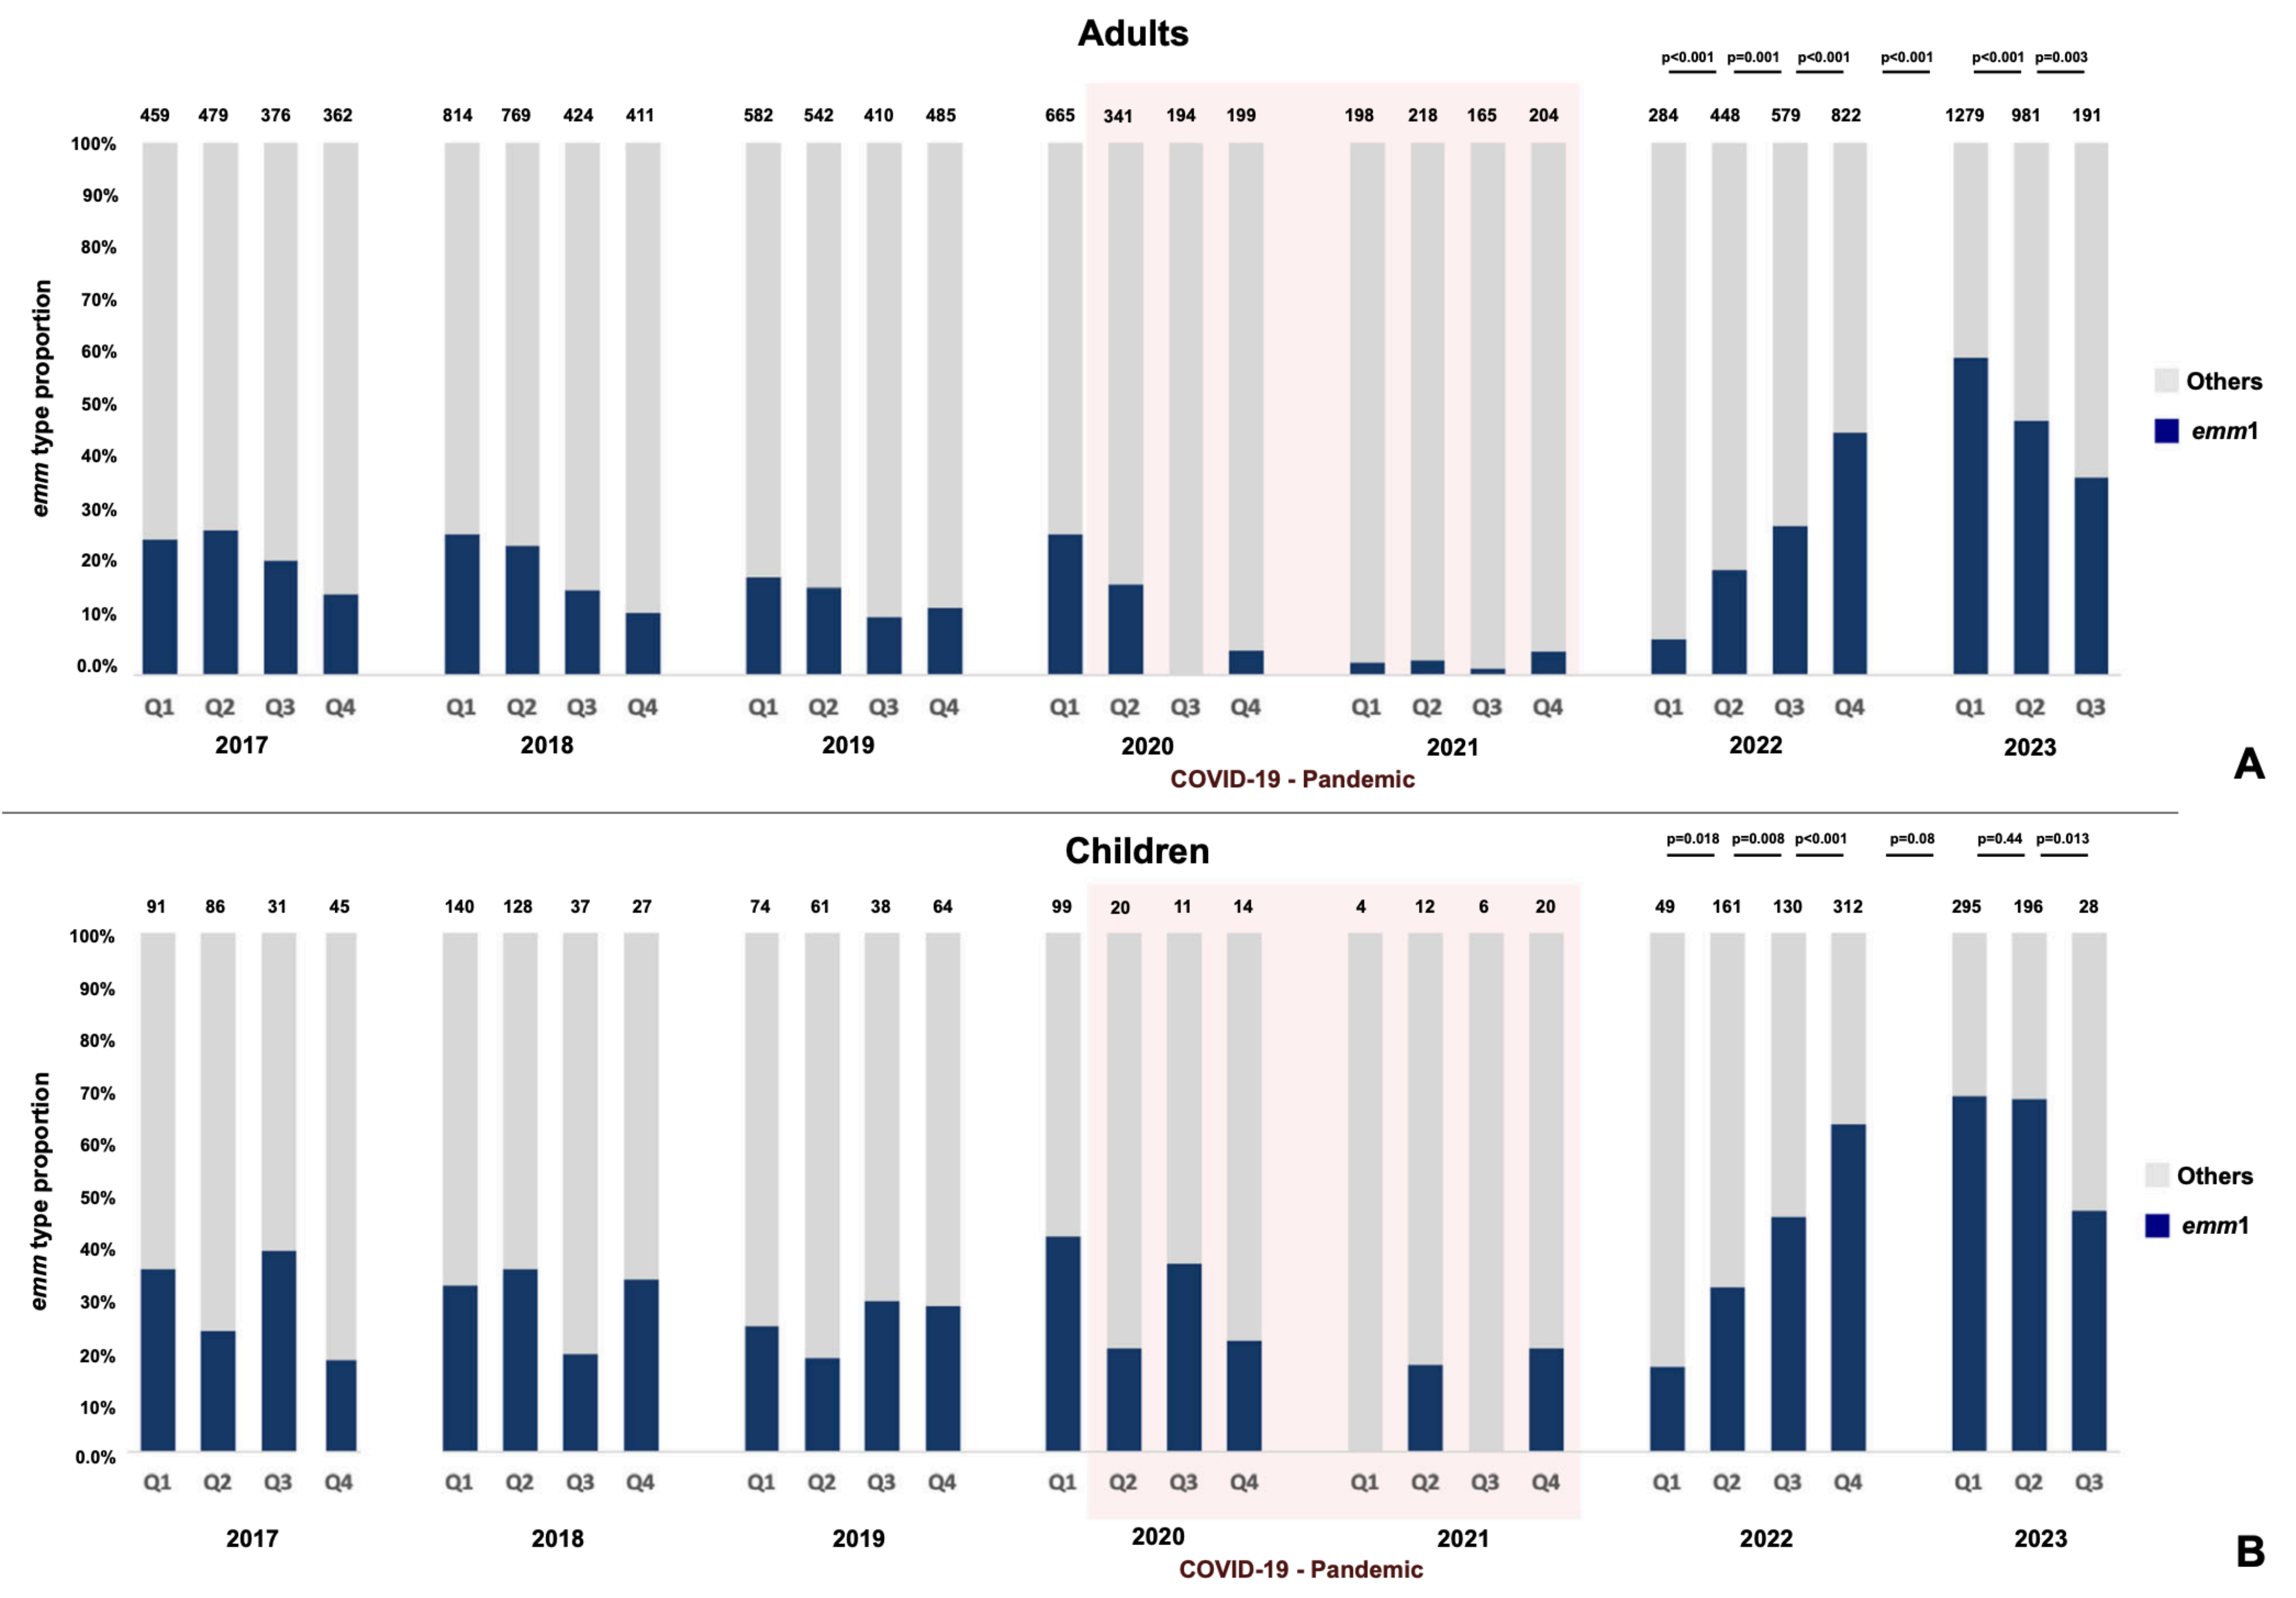 Adults
p<0.001 p=0.001 p<0.001 p<0.001 p<0.001 p=0.003
459 479 376 362 814 769 424 411 582 542 410 485 665 341 194 199 198 218 165 204 284 448 579 822 1279 981 191
100%
90%
80%
70%
60%
50%
40%
30%
20%
10%
0.0%
emm type proportion
Others
emm1
Q1 Q2 Q3 Q4 Q1 Q2 Q3 Q4 Q1 Q2 Q3 Q4 Q1 Q2 Q3 Q4 Q1 Q2 Q3 Q4 Q1 Q2 Q3 Q4 Q1 Q2 Q3
2017 2018 2019 2020 2021 2022 2023
COVID-19 - Pandemic
A
Children
p=0.018 p=0.008 p<0.001 p=0.08 p=0.44 p=0.013
91 86 31 45 140 128 37 27 74 61 38 64 99 20 11 14 4 12 6 20 49 161 130 312 295 196 28
100%
90%
80%
70%
60%
50%
40%
30%
20%
10%
0.0%
emm type proportion
Others
emm1
Q1 Q2 Q3 Q4 Q1 Q2 Q3 Q4 Q1 Q2 Q3 Q4 Q1 Q2 Q3 Q4 Q1 Q2 Q3 Q4 Q1 Q2 Q3 Q4 Q1 Q2 Q3
2017 2018 2019 2020 2021 2022 2023
COVID-19 - Pandemic
B